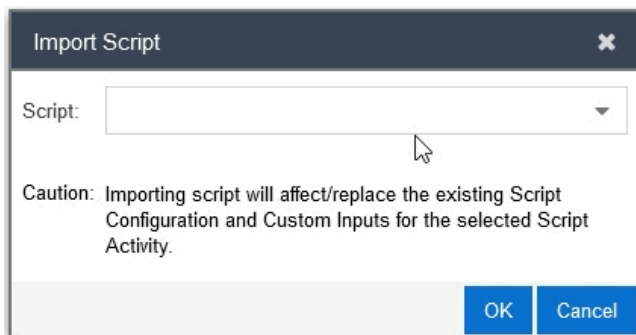 Import Script
Script:
Caution: Importing script will affect/replace the existing Script
Configuration and Custom Inputs for the selected Script
Activity.
OK Cancel